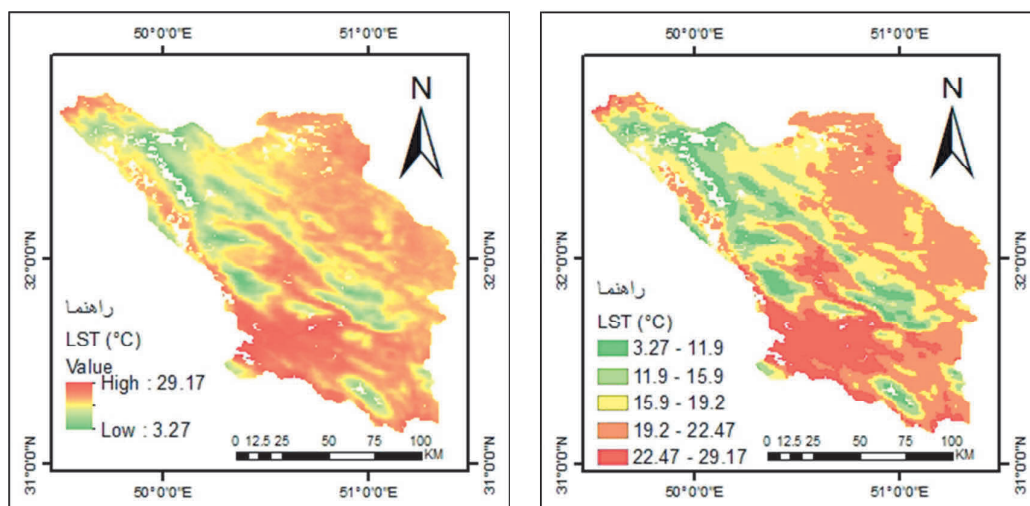 50°0'0"E
51°0'0"E
N
32°0'0"N
راهنما
LST (°C)
Value
High : 29.17
Low : 3.27
0 12.5 25 50 75 100
KM
31°0'0"N
31°0'0"N
50°0'0"E
51°0'0"E
50°0'0"E
51°0'0"E
N
32°0'0"N
32°0'0"N
راهنما
LST (°C)
3.27 - 11.9
11.9 - 15.9
15.9 - 19.2
19.2 - 22.47
22.47 - 29.17
0 12.5 25 50 75 100
KM
31°0'0"N
31°0'0"N
50°0'0"E
51°0'0"E